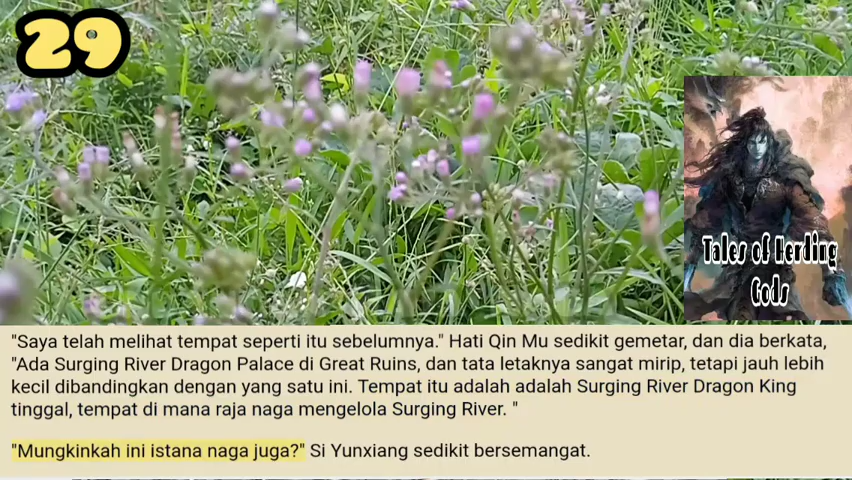 29
Tales of Herding
Gods
"Saya telah melihat tempat seperti itu sebelumnya." Hati Qin Mu sedikit gemetar, dan dia berkata,
"Ada Surging River Dragon Palace di Great Ruins, dan tata letaknya sangat mirip, tetapi jauh lebih
kecil dibandingkan dengan yang satu ini. Tempat itu adalah adalah Surging River Dragon King
tinggal, tempat di mana raja naga mengelola Surging River. "
"Mungkinkah ini istana naga juga?" Si Yunxiang sedikit bersemangat.